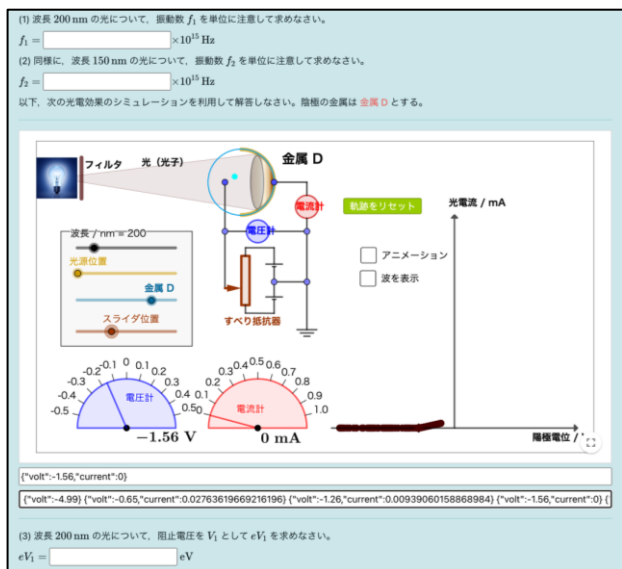 (1) 波長 200 nm の光について，振動数 f₁ を単位に注意して求めなさい。
f₁ = ×10¹⁵ Hz
(2) 同様に，波長 150 nm の光について，振動数 f₂ を単位に注意して求めなさい。
f₂ = ×10¹⁵ Hz
以下，次の光電効果のシミュレーションを利用して解答しなさい。陰極の金属は 金属 D とする。
フィルタ 光（光子） 金属 D
電流計
軌跡をリセット
光電流 / mA
波長 / nm = 200
電圧計
アニメーション
光源位置
波を表示
金属 D
スライダ位置
すべり抵抗器
-0.5 -0.4 -0.3 -0.2 -0.1 0 0.1 0.2 0.3 0.4 0.5
電圧計
-1.56 V
0 0.1 0.2 0.3 0.4 0.5 0.6 0.7 0.8 0.9 1.0
電流計
0 mA
陽極電位 /
{"volt":-1.56,"current":0}
{"volt":-4.99} {"volt":-0.65,"current":0.02763619669216196} {"volt":-1.26,"current":0.00939060158868984} {"volt":-1.56,"current":0} {
(3) 波長 200 nm の光について，阻止電圧を V₁ として eV₁ を求めなさい。
eV₁ = eV